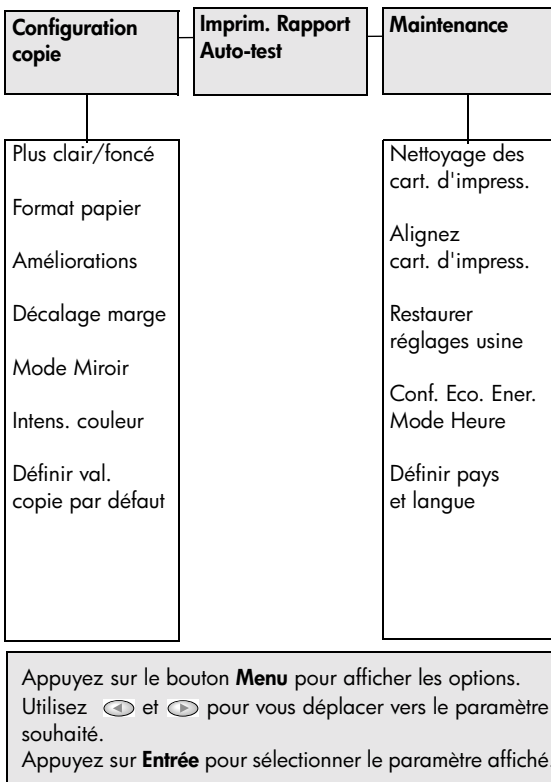 Configuration
copie
Imprim. Rapport
Auto-test
Maintenance
Plus clair/foncé
Format papier
Améliorations
Décalage marge
Mode Miroir
Intens. couleur
Définir val.
copie par défaut
Nettoyage des
cart. d'impress.
Alignez
cart. d'impress.
Restaurer
réglages usine
Conf. Eco. Ener.
Mode Heure
Définir pays
et langue
Appuyez sur le bouton Menu pour afficher les options.
Utilisez et pour vous déplacer vers le paramètre
souhaité.
Appuyez sur Entrée pour sélectionner le paramètre affiché.